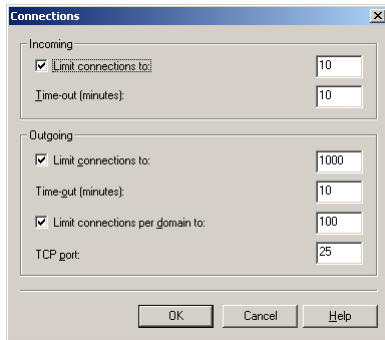 Connections
Incoming
Limit connections to: 10
Time-out (minutes): 10
Outgoing
Limit connections to: 1000
Time-out (minutes): 10
Limit connections per domain to: 100
TCP port: 25
OK Cancel Help